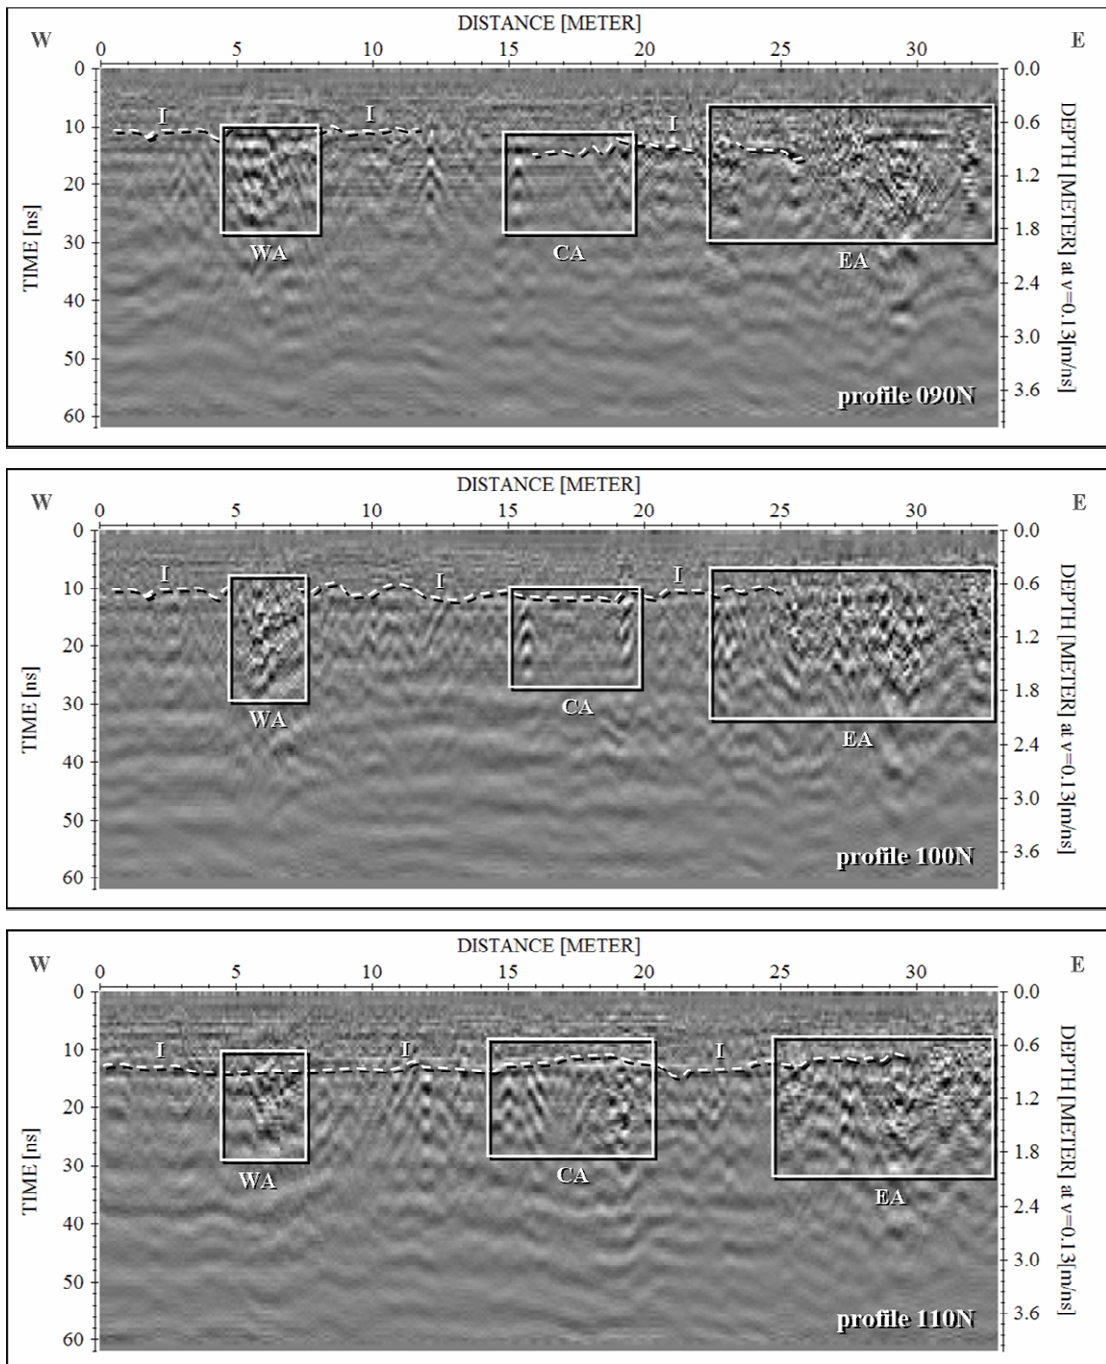 DISTANCE [METER]
W E
0 5 10 15 20 25 30
0 0.0
10 0.6
20 1.2
30 1.8
40 2.4
50 3.0
60 3.6
TIME [ns]
DEPTH [METER] at v=0.13[m/ns]
I I I
WA CA EA
profile 090N
DISTANCE [METER]
W E
0 5 10 15 20 25 30
0 0.0
10 0.6
20 1.2
30 1.8
40 2.4
50 3.0
60 3.6
TIME [ns]
DEPTH [METER] at v=0.13[m/ns]
I I I
WA CA EA
profile 100N
DISTANCE [METER]
W E
0 5 10 15 20 25 30
0 0.0
10 0.6
20 1.2
30 1.8
40 2.4
50 3.0
60 3.6
TIME [ns]
DEPTH [METER] at v=0.13[m/ns]
I I I
WA CA EA
profile 110N